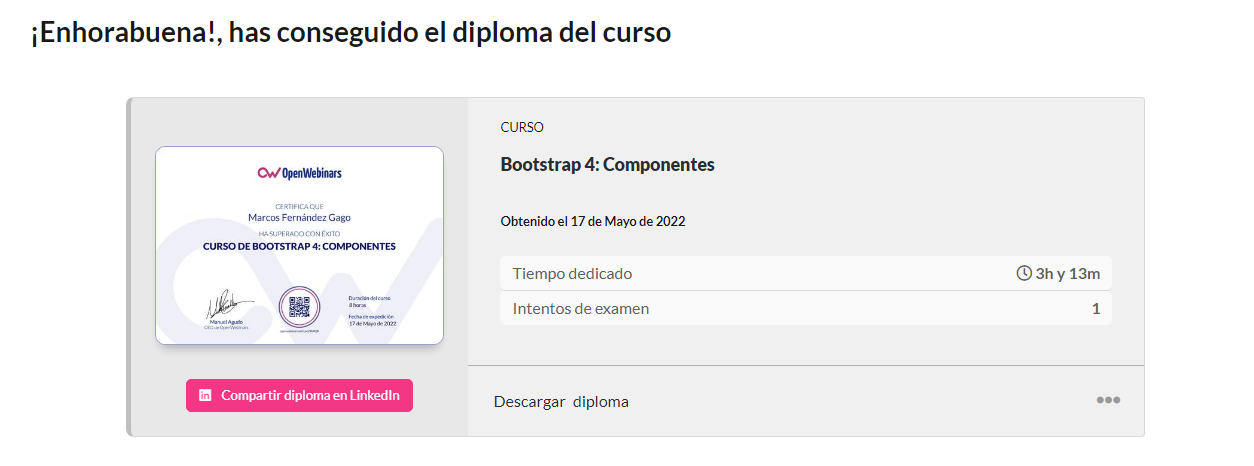 ¡Enhorabuena!, has conseguido el diploma del curso
OpenWebinars
CERTIFICA QUE
Marcos Fernández Gago
HA SUPERADO CON ÉXITO
CURSO DE BOOTSTRAP 4: COMPONENTES
Manuel Agudo
CEO de OpenWebinars
Duración del curso
8 horas
Fecha de expedición
17 de Mayo de 2022
Compartir diploma en LinkedIn
CURSO
Bootstrap 4: Componentes
Obtenido el 17 de Mayo de 2022
Tiempo dedicado 3h y 13m
Intentos de examen 1
Descargar diploma